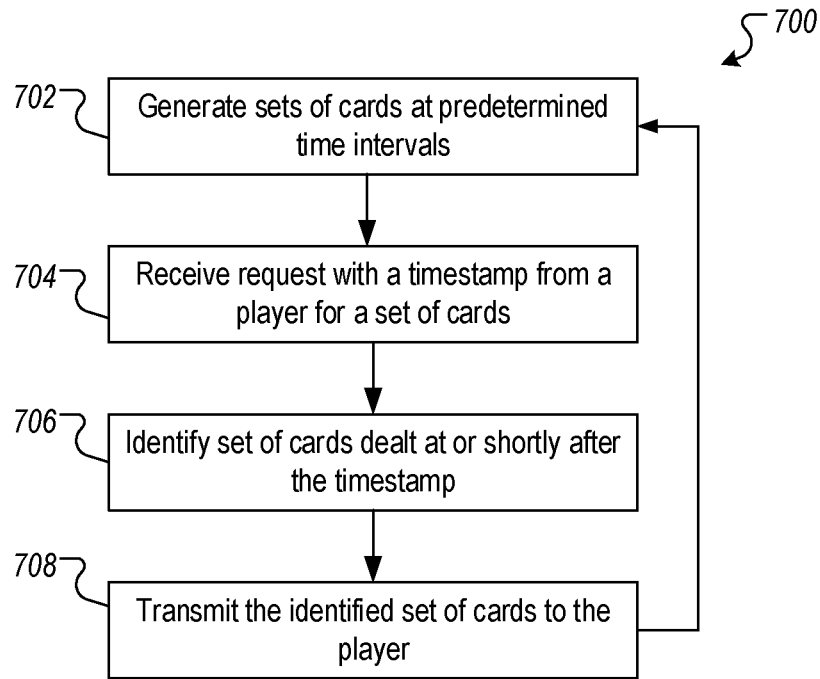 700
702
Generate sets of cards at predetermined
time intervals
704
Receive request with a timestamp from a
player for a set of cards
706
Identify set of cards dealt at or shortly after
the timestamp
708
Transmit the identified set of cards to the
player